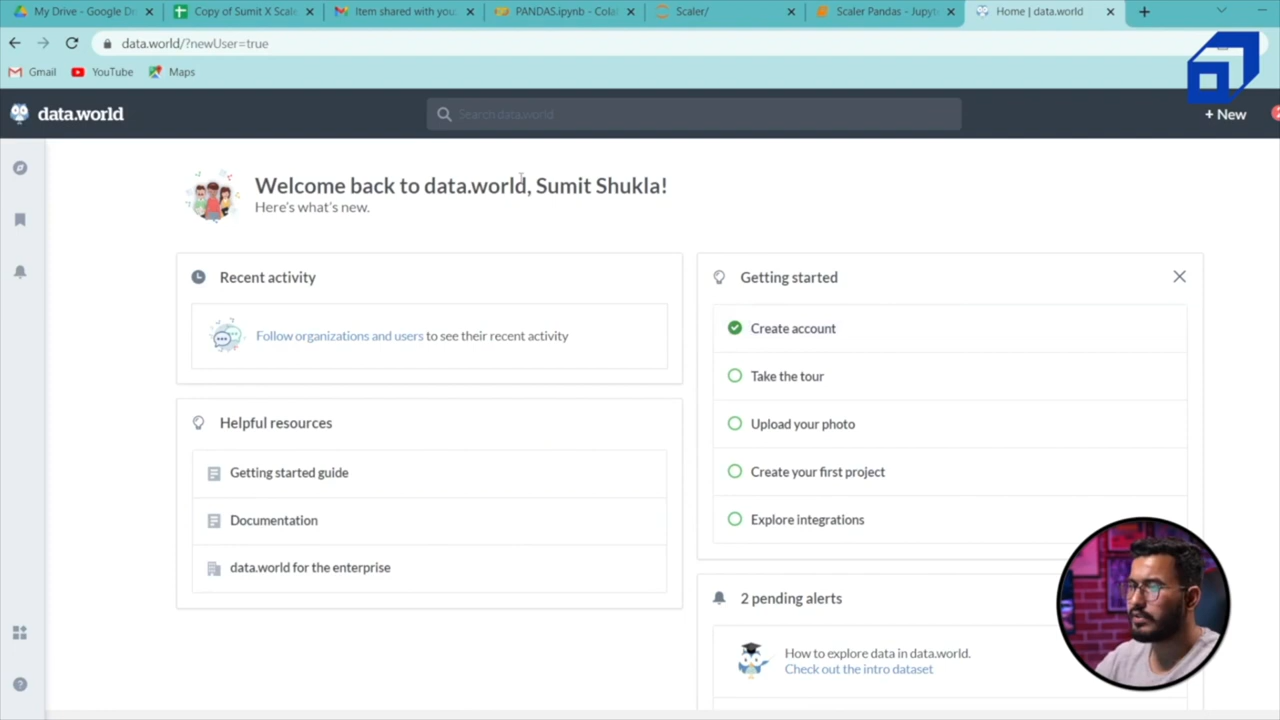 My Drive - Google Dr
Copy of Sumit X Scale
Item shared with you
PANDAS.ipynb - Cola
Scaler/
Scaler Pandas - Jupyt
Home | data.world
data.world/?newUser=true
Gmail
YouTube
Maps
data.world
Search data.world
+ New
Welcome back to data.world, Sumit Shukla!
Here's what's new.
Recent activity
Follow organizations and users to see their recent activity
Helpful resources
Getting started guide
Documentation
data.world for the enterprise
Getting started
Create account
Take the tour
Upload your photo
Create your first project
Explore integrations
2 pending alerts
How to explore data in data.world.
Check out the intro dataset